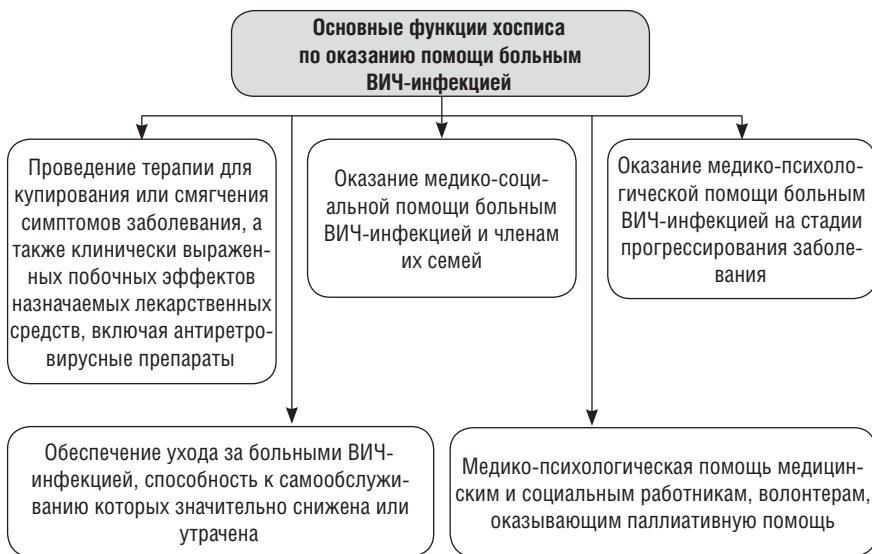 Основные функции хосписа
по оказанию помощи больным
ВИЧ-инфекцией
Проведение терапии для
купирования или смягчения
симптомов заболевания, а
также клинически выражен-
ных побочных эффектов
назначаемых лекарственных
средств, включая антиретро-
вирусные препараты
Оказание медико-соци-
альной помощи больным
ВИЧ-инфекцией и членам
их семей
Оказание медико-психоло-
гической помощи больным
ВИЧ-инфекцией на стадии
прогрессирования заболе-
вания
Обеспечение ухода за больными ВИЧ-
инфекцией, способность к самообслужи-
ванию которых значительно снижена или
утрачена
Медико-психологическая помощь медицин-
ским и социальным работникам, волонтерам,
оказывающим паллиативную помощь